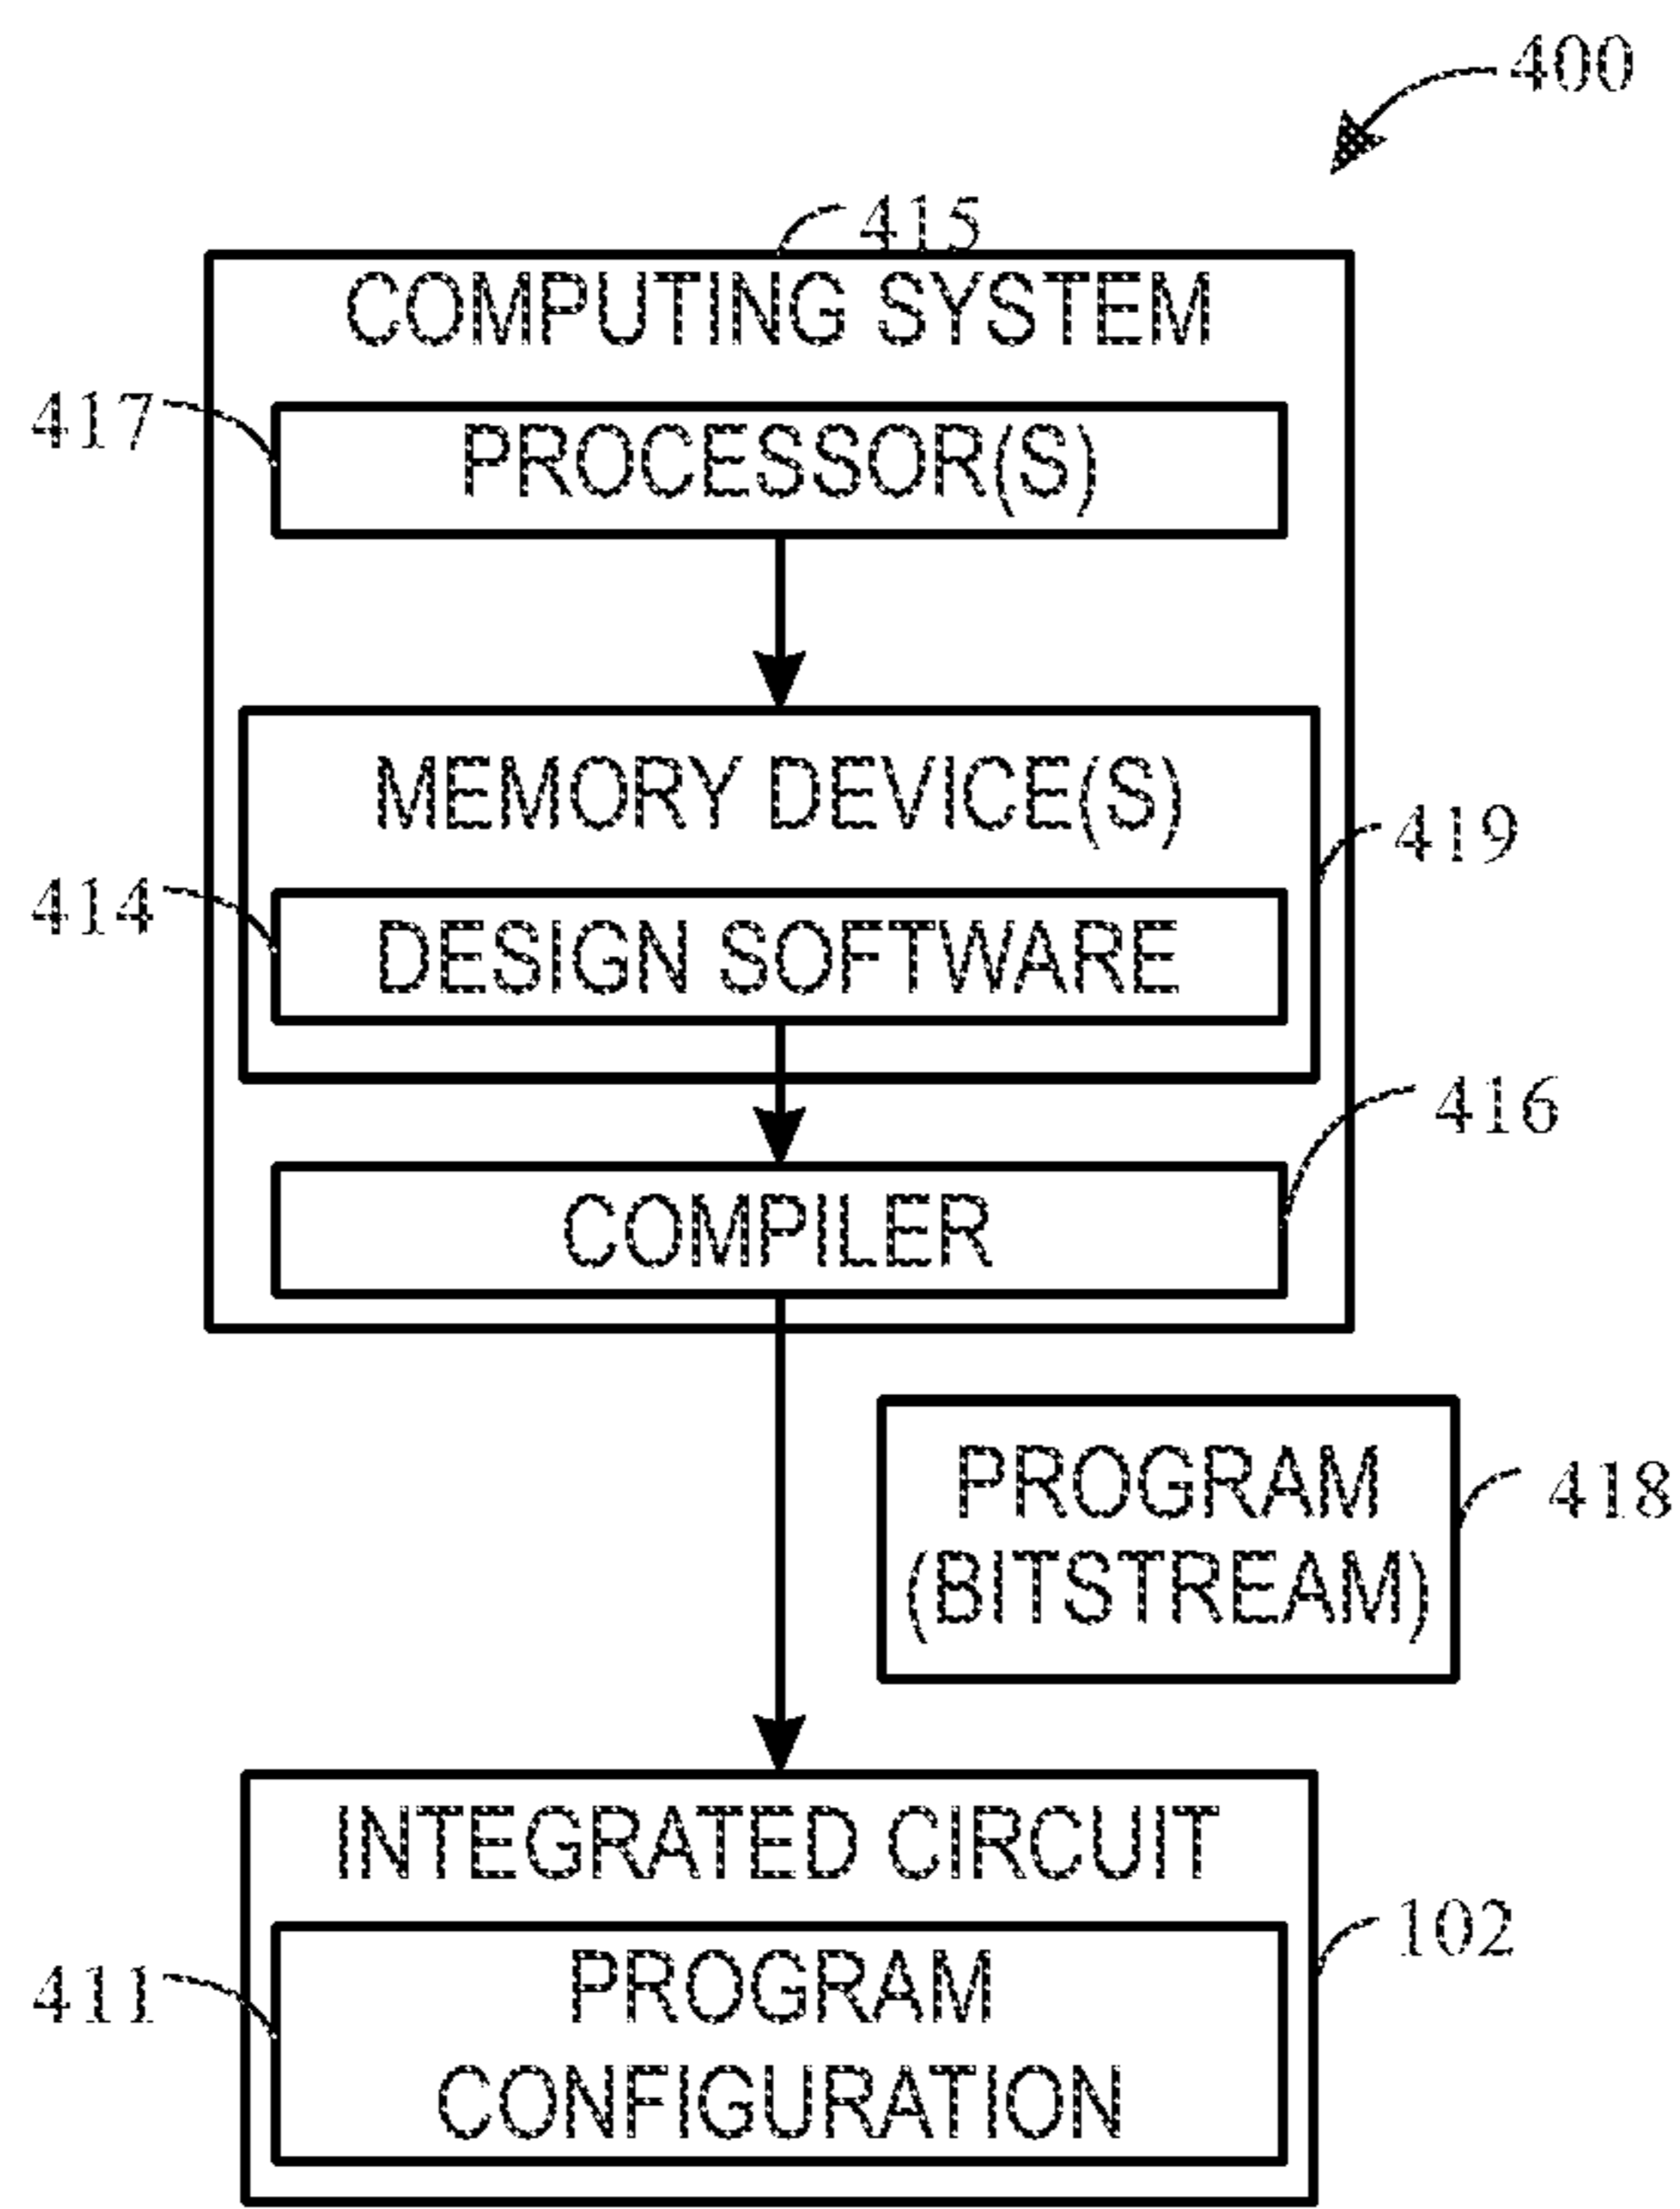 400
415
COMPUTING SYSTEM
417
PROCESSOR(S)
MEMORY DEVICE(S)
419
414
DESIGN SOFTWARE
416
COMPILER
PROGRAM
418
(BITSTREAM)
INTEGRATED CIRCUIT
102
411
PROGRAM
CONFIGURATION